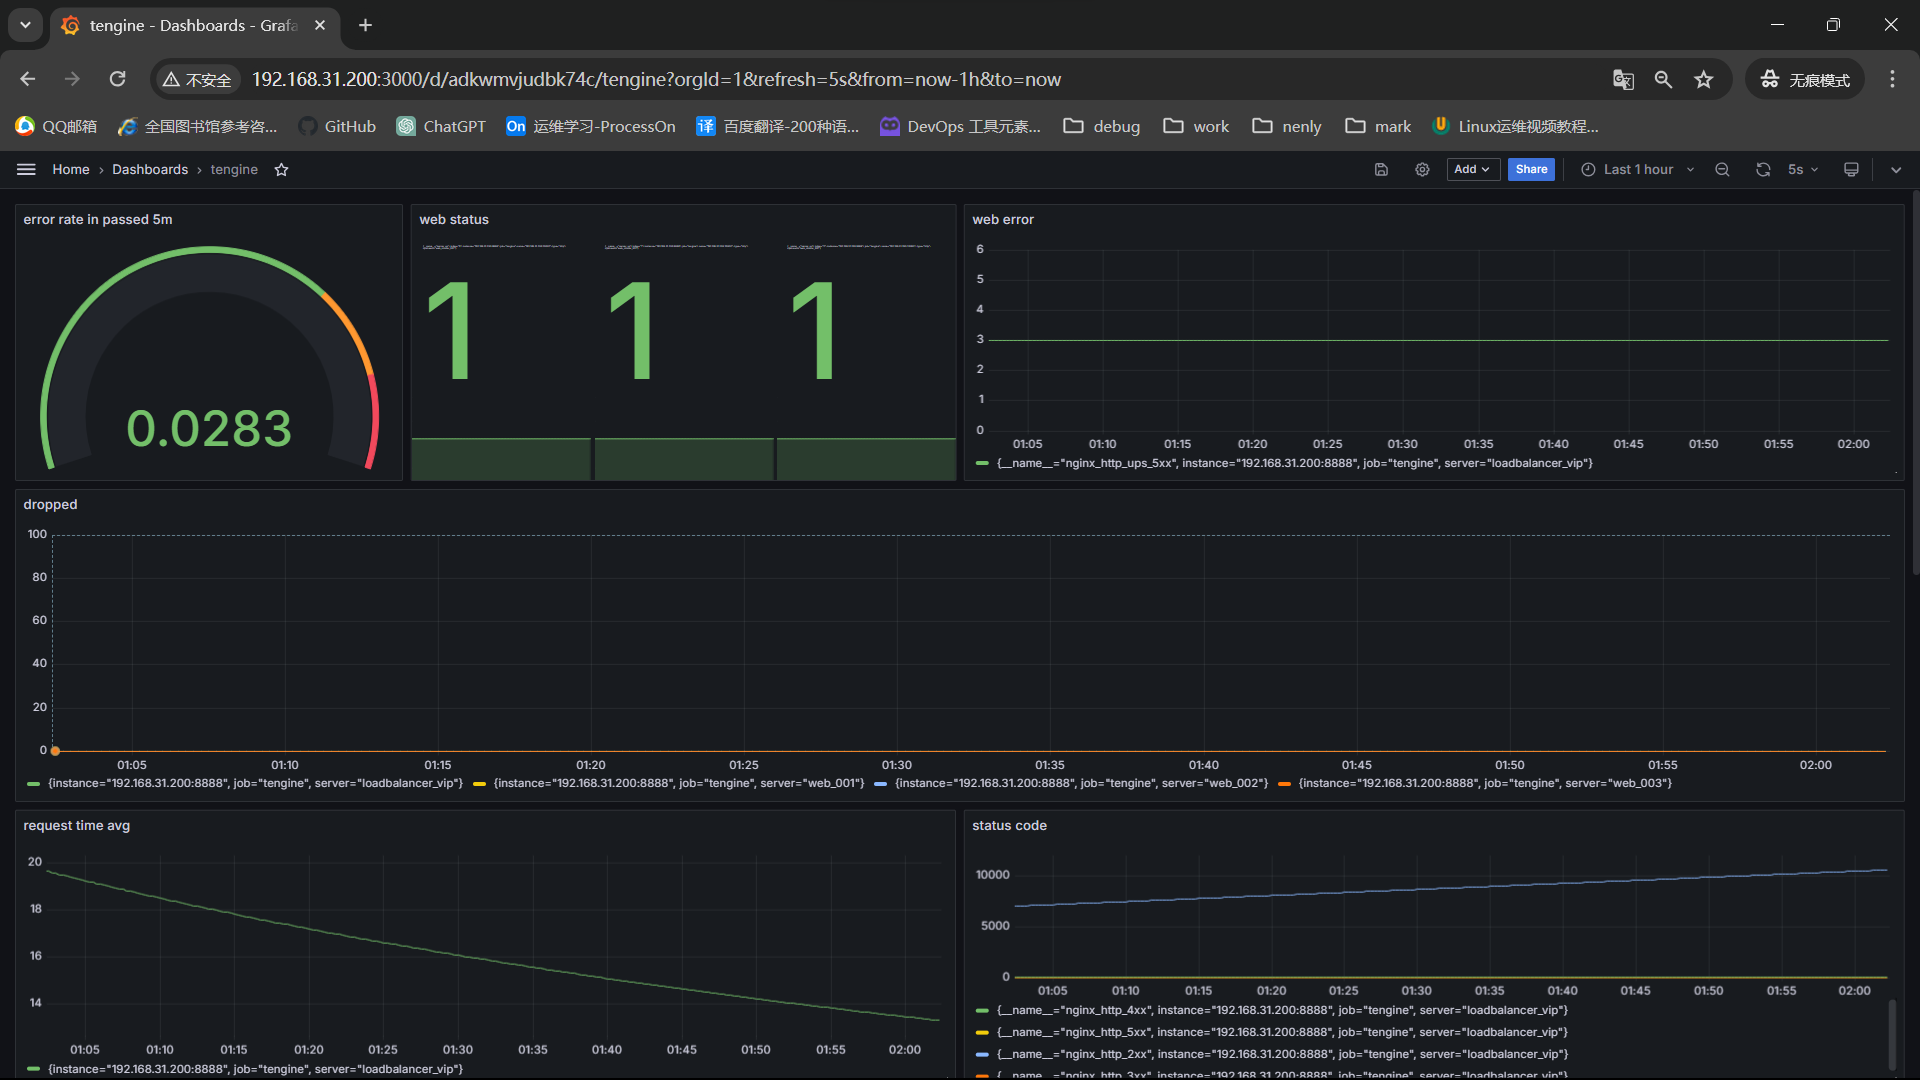 tengine - Dashboards - Grafa
不安全
192.168.31.200:3000/d/adkwmvjudbk74c/tengine?orgId=1&refresh=5s&from=now-1h&to=now
无痕模式
QQ邮箱 全国图书馆参考咨... GitHub ChatGPT On 运维学习-ProcessOn 译 百度翻译-200种语... DevOps 工具元素... debug work nenly mark Linux运维视频教程...
Home › Dashboards › tengine
Add
Share
Last 1 hour
5s
error rate in passed 5m
0.0283
web status
1 1 1
web error
6
5
4
3
2
1
0
01:05 01:10 01:15 01:20 01:25 01:30 01:35 01:40 01:45 01:50 01:55 02:00
{__name__="nginx_http_ups_5xx", instance="192.168.31.200:8888", job="tengine", server="loadbalancer_vip"}
dropped
100
80
60
40
20
0
01:05 01:10 01:15 01:20 01:25 01:30 01:35 01:40 01:45 01:50 01:55 02:00
{instance="192.168.31.200:8888", job="tengine", server="loadbalancer_vip"} {instance="192.168.31.200:8888", job="tengine", server="web_001"} {instance="192.168.31.200:8888", job="tengine", server="web_002"} {instance="192.168.31.200:8888", job="tengine", server="web_003"}
request time avg
20
18
16
14
01:05 01:10 01:15 01:20 01:25 01:30 01:35 01:40 01:45 01:50 01:55 02:00
{instance="192.168.31.200:8888", job="tengine", server="loadbalancer_vip"}
status code
10000
5000
0
01:05 01:10 01:15 01:20 01:25 01:30 01:35 01:40 01:45 01:50 01:55 02:00
{__name__="nginx_http_4xx", instance="192.168.31.200:8888", job="tengine", server="loadbalancer_vip"}
{__name__="nginx_http_5xx", instance="192.168.31.200:8888", job="tengine", server="loadbalancer_vip"}
{__name__="nginx_http_2xx", instance="192.168.31.200:8888", job="tengine", server="loadbalancer_vip"}
{__name__="nginx_http_3xx", instance="192.168.31.200:8888", job="tengine", server="loadbalancer_vip"}